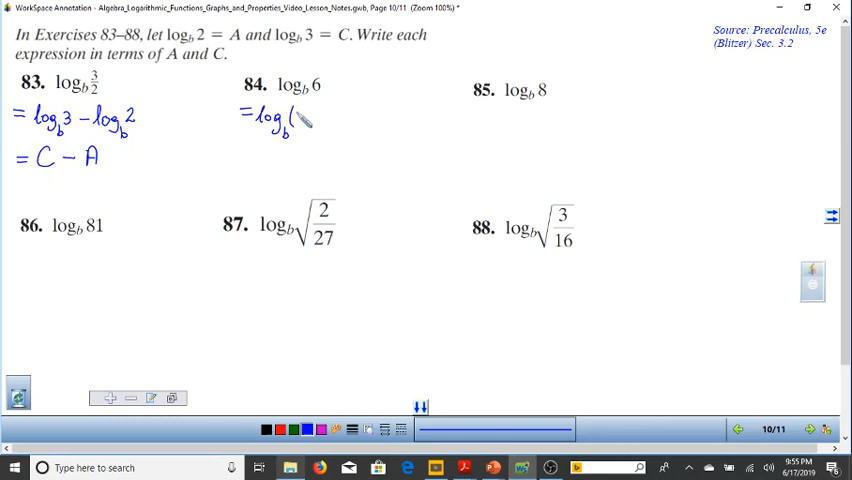 WorkSpace Annotation - Algebra_Logarithmic_Functions_Graphs_and_Properties_Video_Lesson_Notes.gwb, Page 10/11 (Zoom 100%) *
In Exercises 83–88, let log_b 2 = A and log_b 3 = C. Write each
expression in terms of A and C.
Source: Precalculus, 5e
(Blitzer) Sec. 3.2
83. log_b 3/2
84. log_b 6
85. log_b 8
= log_b 3 - log_b 2
= log_b (
= C - A
86. log_b 81
87. log_b √(2/27)
88. log_b √(3/16)
10/11
Type here to search
9:55 PM
6/17/2019